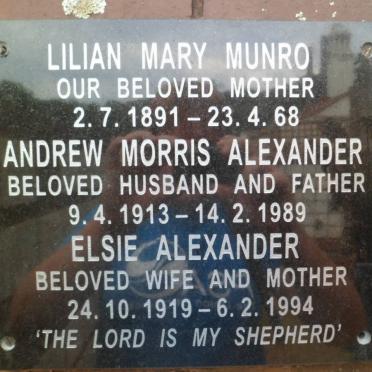 LILIAN MARY MUNRO
OUR BELOVED MOTHER
2. 7. 1891 – 23. 4. 68
ANDREW MORRIS ALEXANDER
BELOVED HUSBAND AND FATHER
9. 4. 1913 – 14. 2. 1989
ELSIE ALEXANDER
BELOVED WIFE AND MOTHER
24. 10. 1919 – 6. 2. 1994
‘THE LORD IS MY SHEPHERD’